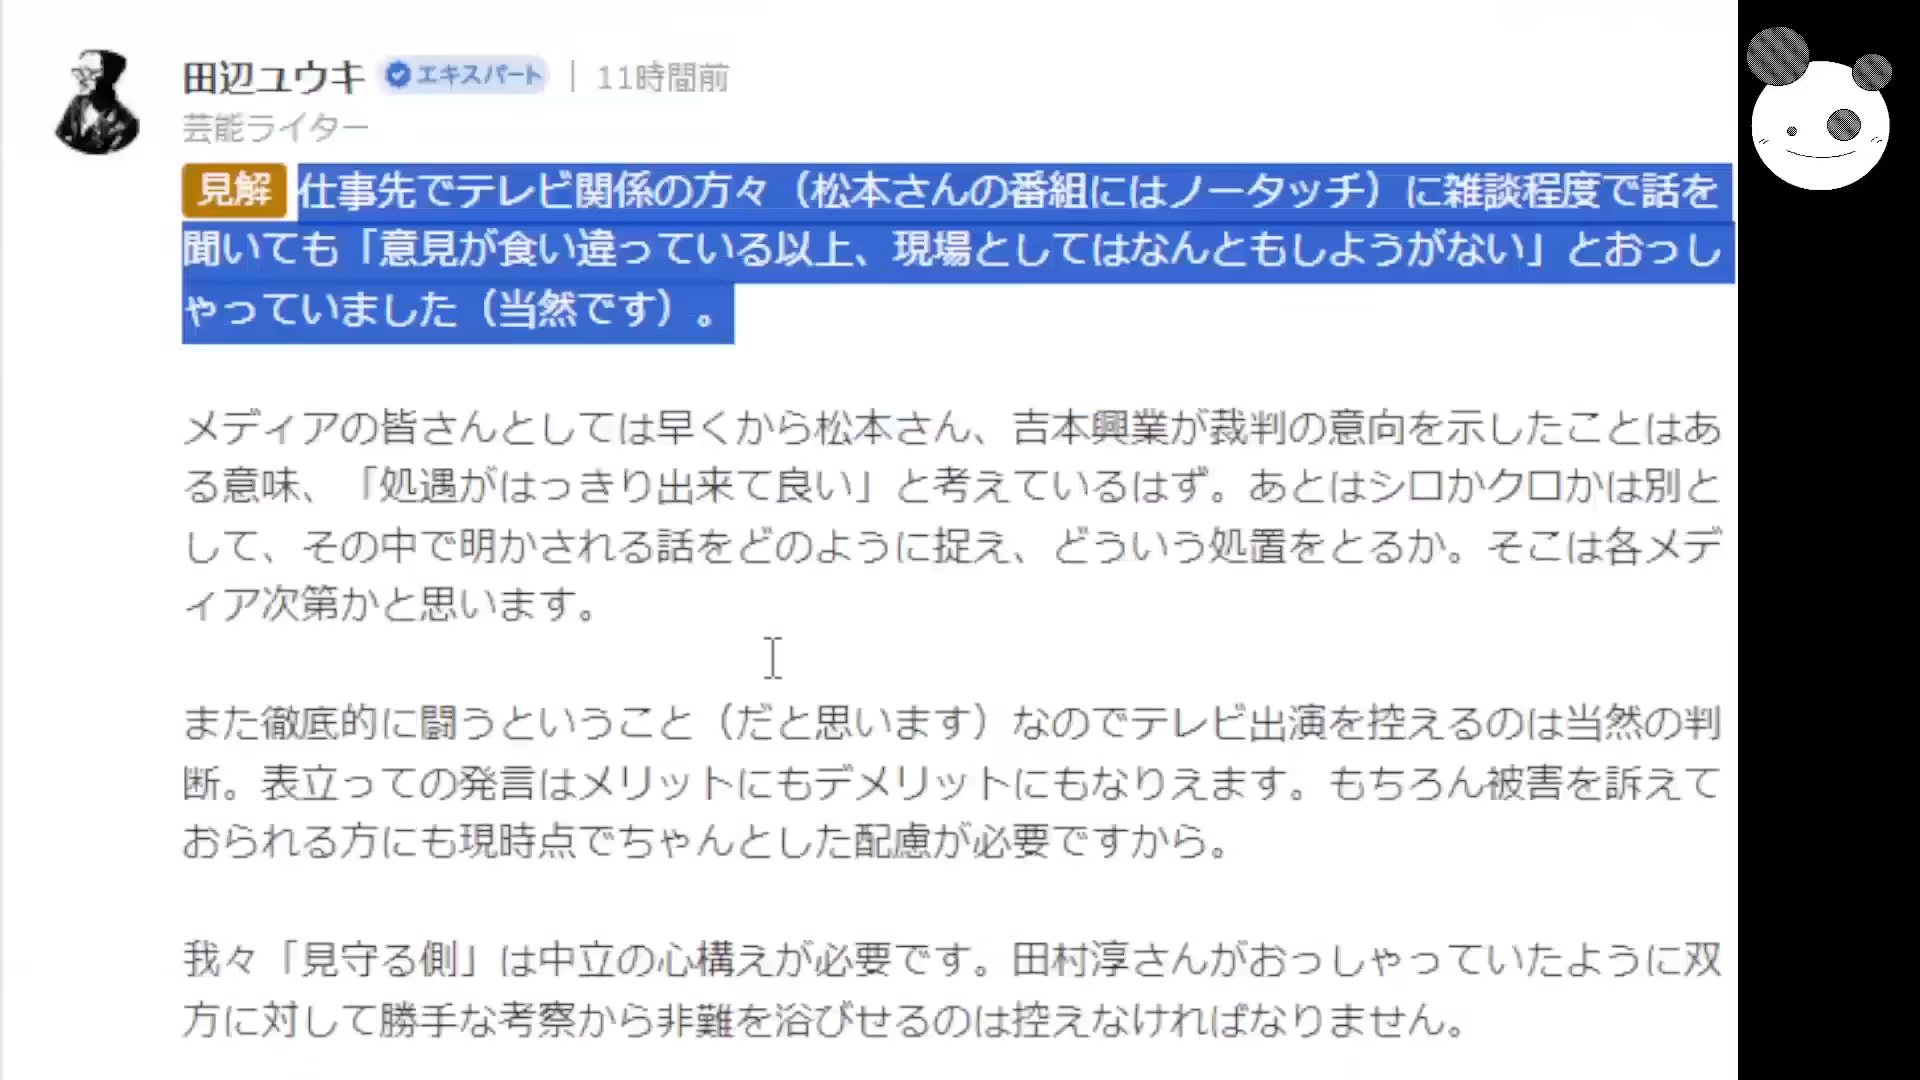 田辺ユウキ エキスパート | 11時間前
芸能ライター
見解 仕事先でテレビ関係の方々（松本さんの番組にはノータッチ）に雑談程度で話を
聞いても「意見が食い違っている以上、現場としてはなんともしようがない」とおっし
ゃっていました（当然です）。
メディアの皆さんとしては早くから松本さん、吉本興業が裁判の意向を示したことはあ
る意味、「処遇がはっきり出来て良い」と考えているはず。あとはシロかクロかは別と
して、その中で明かされる話をどのように捉え、どういう処置をとるか。そこは各メデ
ィア次第かと思います。
また徹底的に闘うということ（だと思います）なのでテレビ出演を控えるのは当然の判
断。表立っての発言はメリットにもデメリットにもなりえます。もちろん被害を訴えて
おられる方にも現時点でちゃんとした配慮が必要ですから。
我々「見守る側」は中立の心構えが必要です。田村淳さんがおっしゃっていたように双
方に対して勝手な考察から非難を浴びせるのは控えなければなりません。